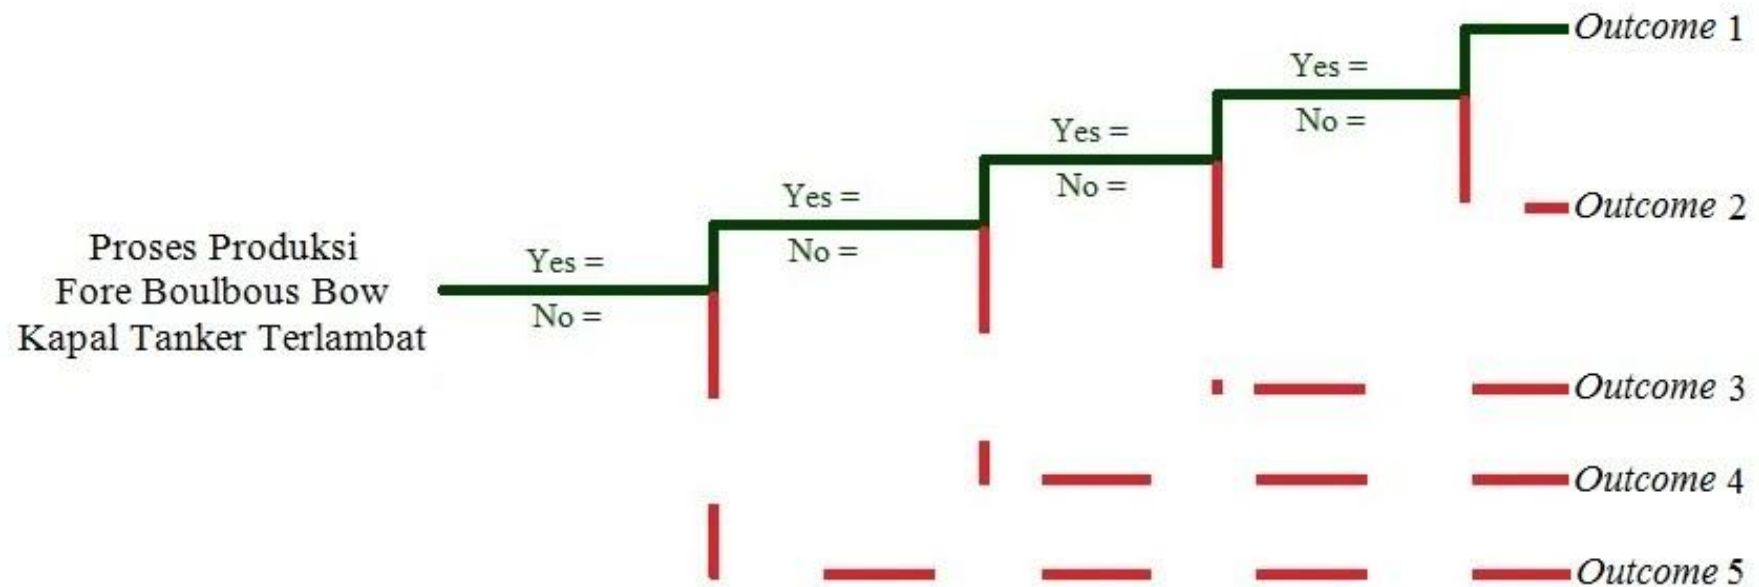 Outcome 1
Yes =
No =
Yes =
No =
Outcome 2
Yes =
No =
Proses Produksi
Fore Boulbous Bow
Kapal Tanker Terlambat
Yes =
No =
Outcome 3
Outcome 4
Outcome 5